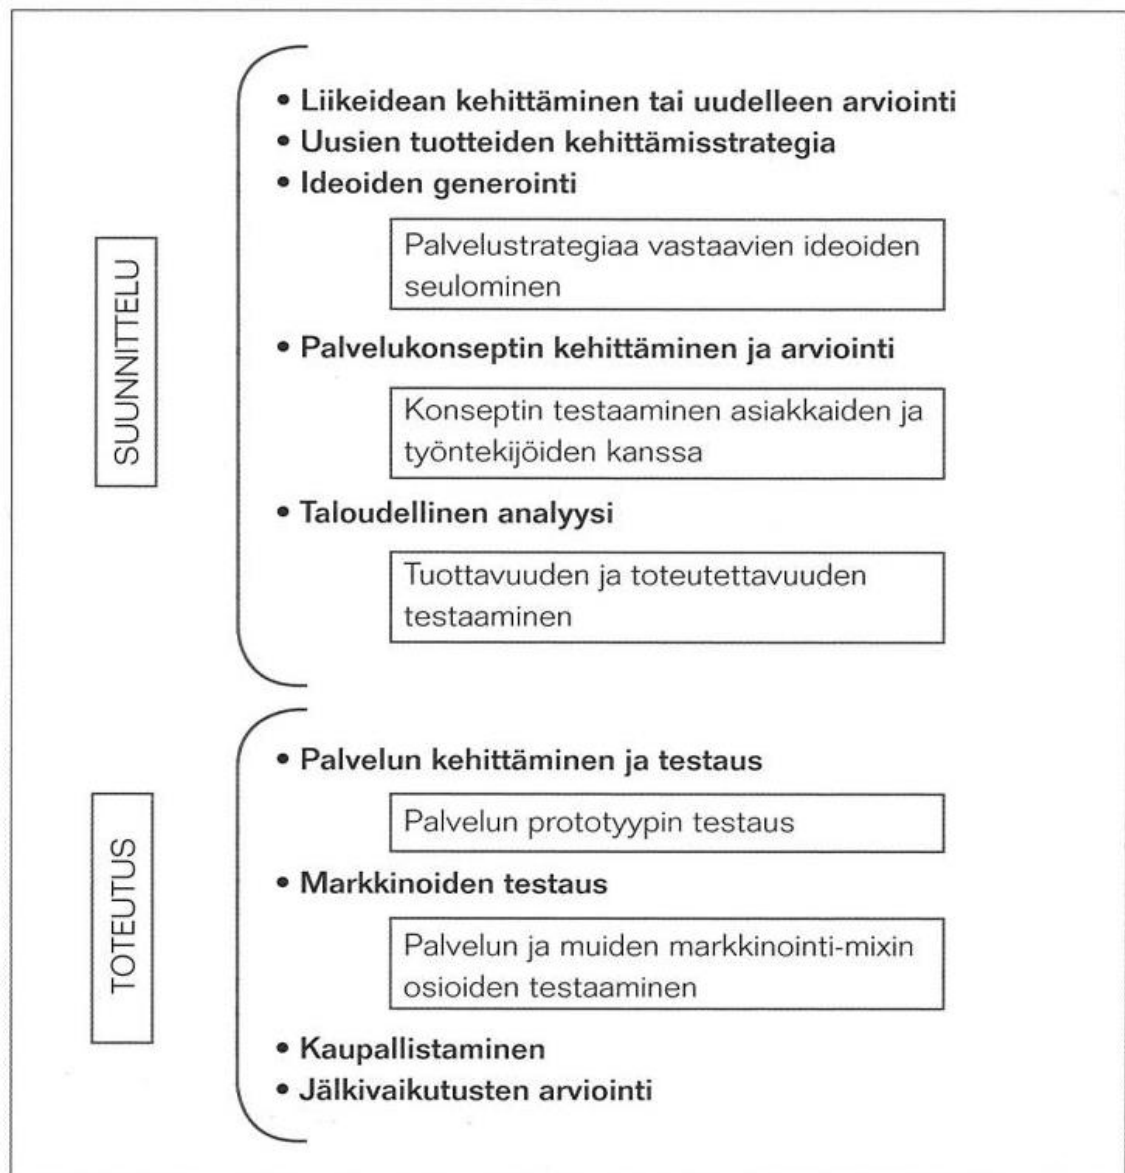 • Liikeidean kehittäminen tai uudelleen arviointi
• Uusien tuotteiden kehittämisstrategia
• Ideoiden generointi
Palvelustrategiaa vastaavien ideoiden
seulominen
SUUNNITTELU
• Palvelukonseptin kehittäminen ja arviointi
Konseptin testaaminen asiakkaiden ja
työntekijöiden kanssa
• Taloudellinen analyysi
Tuottavuuden ja toteutettavuuden
testaaminen
• Palvelun kehittäminen ja testaus
Palvelun prototyypin testaus
TOTEUTUS
• Markkinoiden testaus
Palvelun ja muiden markkinointi-mixin
osioiden testaaminen
• Kaupallistaminen
• Jälkivaikutusten arviointi